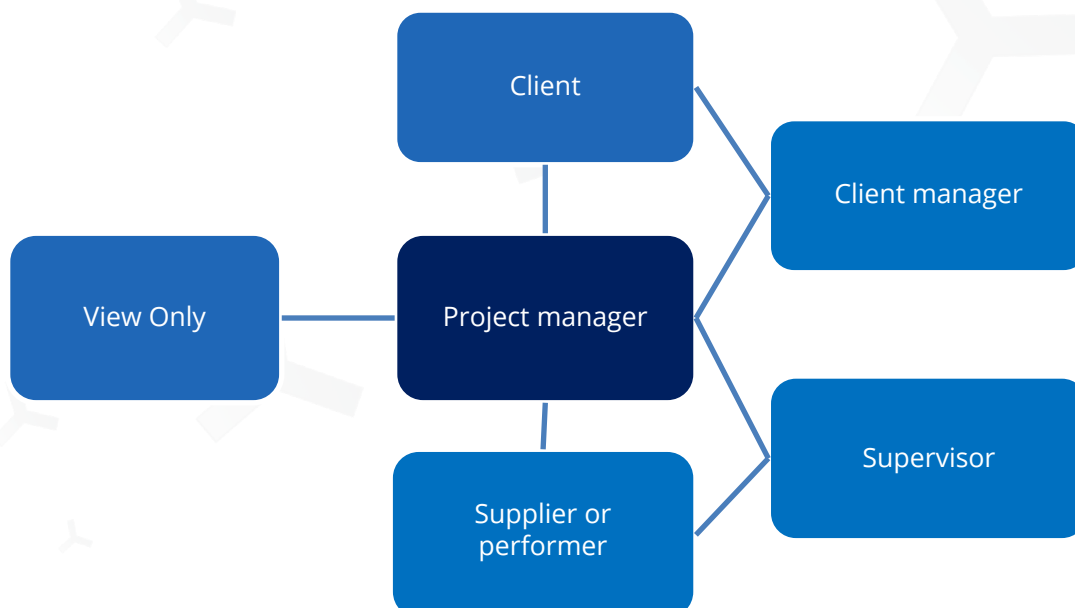 Client
Client manager
View Only
Project manager
Supervisor
Supplier or
performer